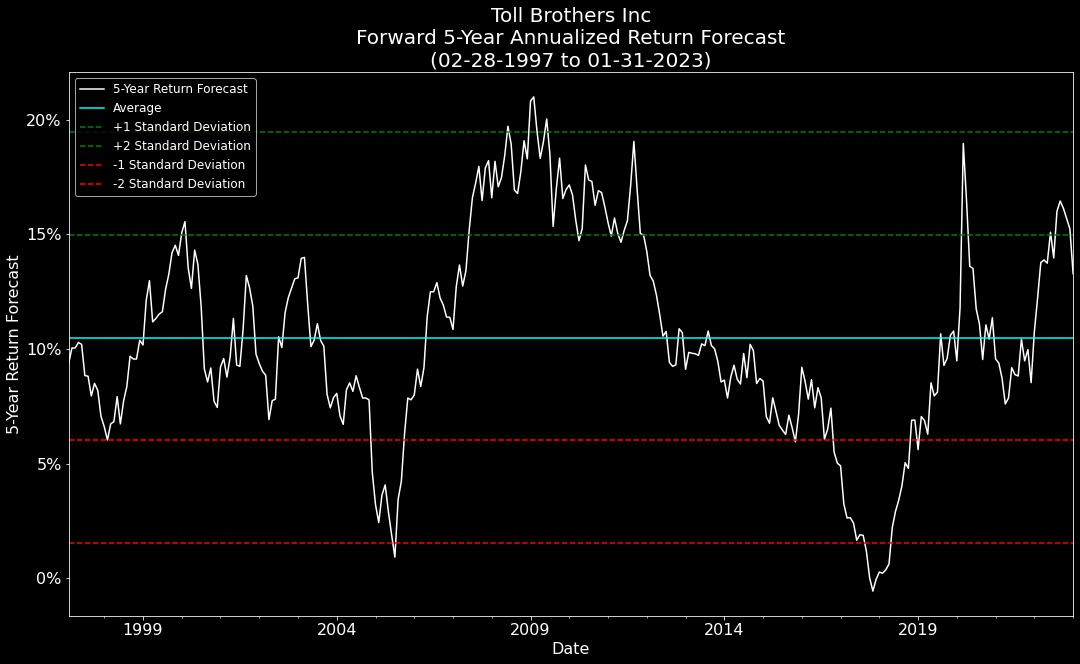 Toll Brothers Inc
Forward 5-Year Annualized Return Forecast
(02-28-1997 to 01-31-2023)
5-Year Return Forecast
Average
+1 Standard Deviation
+2 Standard Deviation
-1 Standard Deviation
-2 Standard Deviation
20%
15%
10%
5%
0%
5-Year Return Forecast
1999
2004
2009
2014
2019
Date